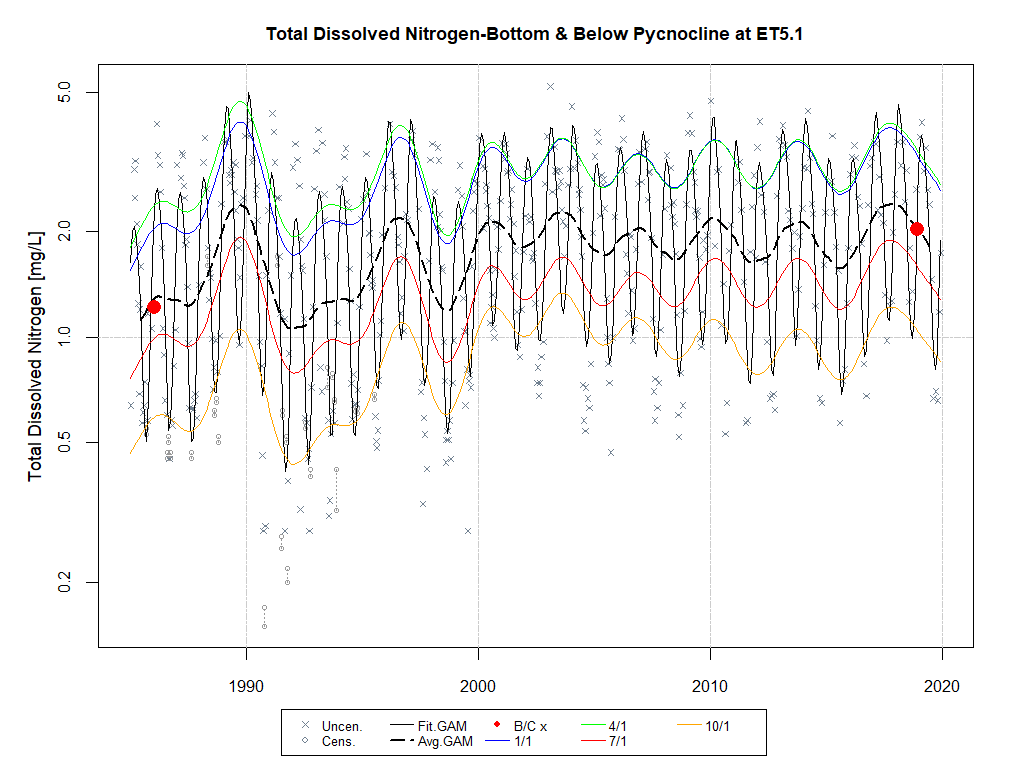 Total Dissolved Nitrogen-Bottom & Below Pycnocline at ET5.1
Total Dissolved Nitrogen [mg/L]
5.0
2.0
1.0
0.5
0.2
1990 2000 2010 2020
Uncen. Fit.GAM B/C x 4/1 10/1
Cens. Avg.GAM 1/1 7/1